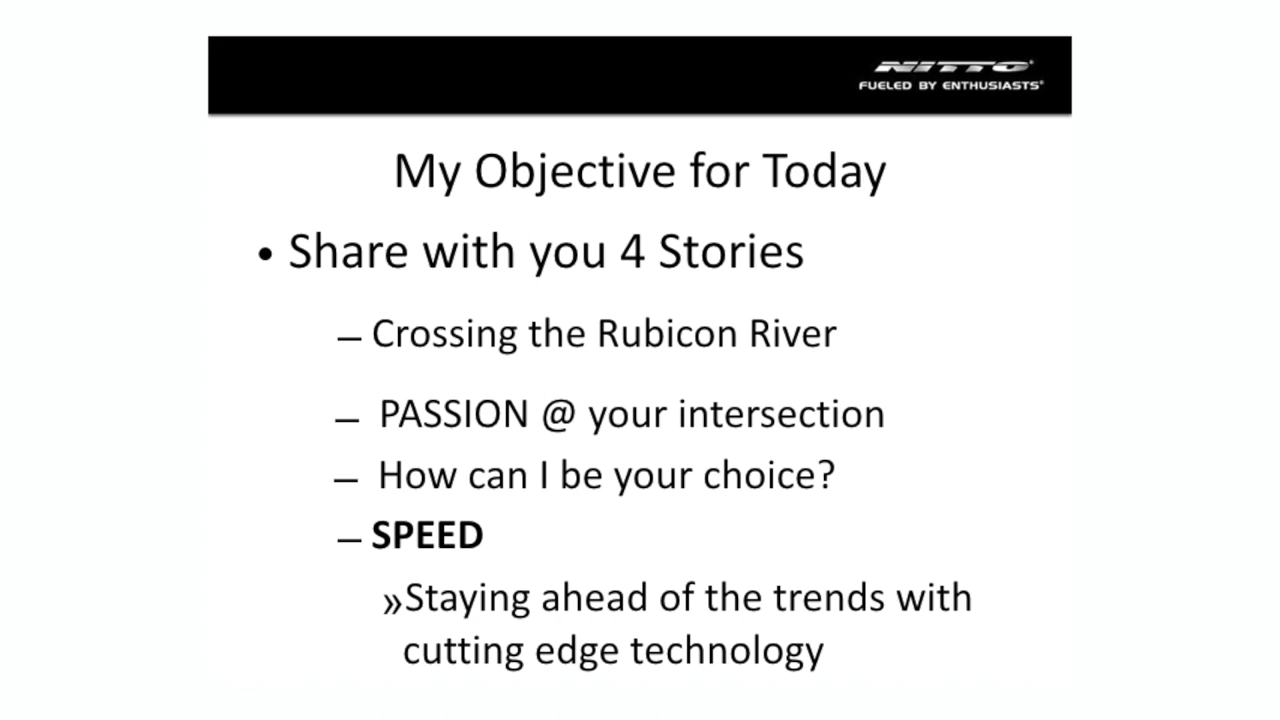 NITTO®
FUELED BY ENTHUSIASTS®
My Objective for Today
• Share with you 4 Stories
– Crossing the Rubicon River
– PASSION @ your intersection
– How can I be your choice?
– SPEED
»Staying ahead of the trends with
cutting edge technology